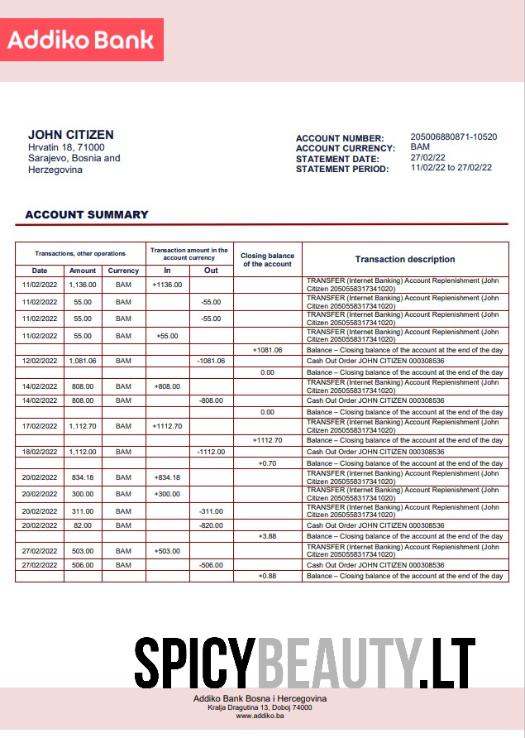 Addiko Bank
JOHN CITIZEN
Hrvatin 18, 71000
Sarajevo, Bosnia and
Herzegovina
ACCOUNT NUMBER: 205006880871-10520
ACCOUNT CURRENCY: BAM
STATEMENT DATE: 27/02/22
STATEMENT PERIOD: 11/02/22 to 27/02/22
ACCOUNT SUMMARY
Transactions, other operations
Transaction amount in the
account currency
Closing balance
of the account
Transaction description
Date Amount Currency In Out
11/02/2022 1,136.00 BAM +1136.00 TRANSFER (Internet Banking) Account Replenishment (John
Citizen 2050558317341020)
11/02/2022 55.00 BAM -55.00 TRANSFER (Internet Banking) Account Replenishment (John
Citizen 2050558317341020)
11/02/2022 55.00 BAM -55.00 TRANSFER (Internet Banking) Account Replenishment (John
Citizen 2050558317341020)
11/02/2022 55.00 BAM +55.00 TRANSFER (Internet Banking) Account Replenishment (John
Citizen 2050558317341020)
+1081.06 Balance – Closing balance of the account at the end of the day
12/02/2022 1,081.06 BAM -1081.06 Cash Out Order JOHN CITIZEN 000308536
0.00 Balance – Closing balance of the account at the end of the day
14/02/2022 808.00 BAM +808.00 TRANSFER (Internet Banking) Account Replenishment (John
Citizen 2050558317341020)
14/02/2022 808.00 BAM -808.00 Cash Out Order JOHN CITIZEN 000308536
0.00 Balance – Closing balance of the account at the end of the day
17/02/2022 1,112.70 BAM +1112.70 TRANSFER (Internet Banking) Account Replenishment (John
Citizen 2050558317341020)
+1112.70 Balance – Closing balance of the account at the end of the day
18/02/2022 1,112.00 BAM -1112.00 Cash Out Order JOHN CITIZEN 000308536
+0.70 Balance – Closing balance of the account at the end of the day
20/02/2022 834.18 BAM +834.18 TRANSFER (Internet Banking) Account Replenishment (John
Citizen 2050558317341020)
20/02/2022 300.00 BAM +300.00 TRANSFER (Internet Banking) Account Replenishment (John
Citizen 2050558317341020)
20/02/2022 311.00 BAM -311.00 TRANSFER (Internet Banking) Account Replenishment (John
Citizen 2050558317341020)
20/02/2022 82.00 BAM -820.00 Cash Out Order JOHN CITIZEN 000308536
+3.88 Balance – Closing balance of the account at the end of the day
27/02/2022 503.00 BAM +503.00 TRANSFER (Internet Banking) Account Replenishment (John
Citizen 2050558317341020)
27/02/2022 506.00 BAM -506.00 Cash Out Order JOHN CITIZEN 000308536
+0.88 Balance – Closing balance of the account at the end of the day
SPICYBEAUTY.LT
Addiko Bank Bosna i Hercegovina
Kralja Dragutina 13, Doboj 74000
www.addiko.ba